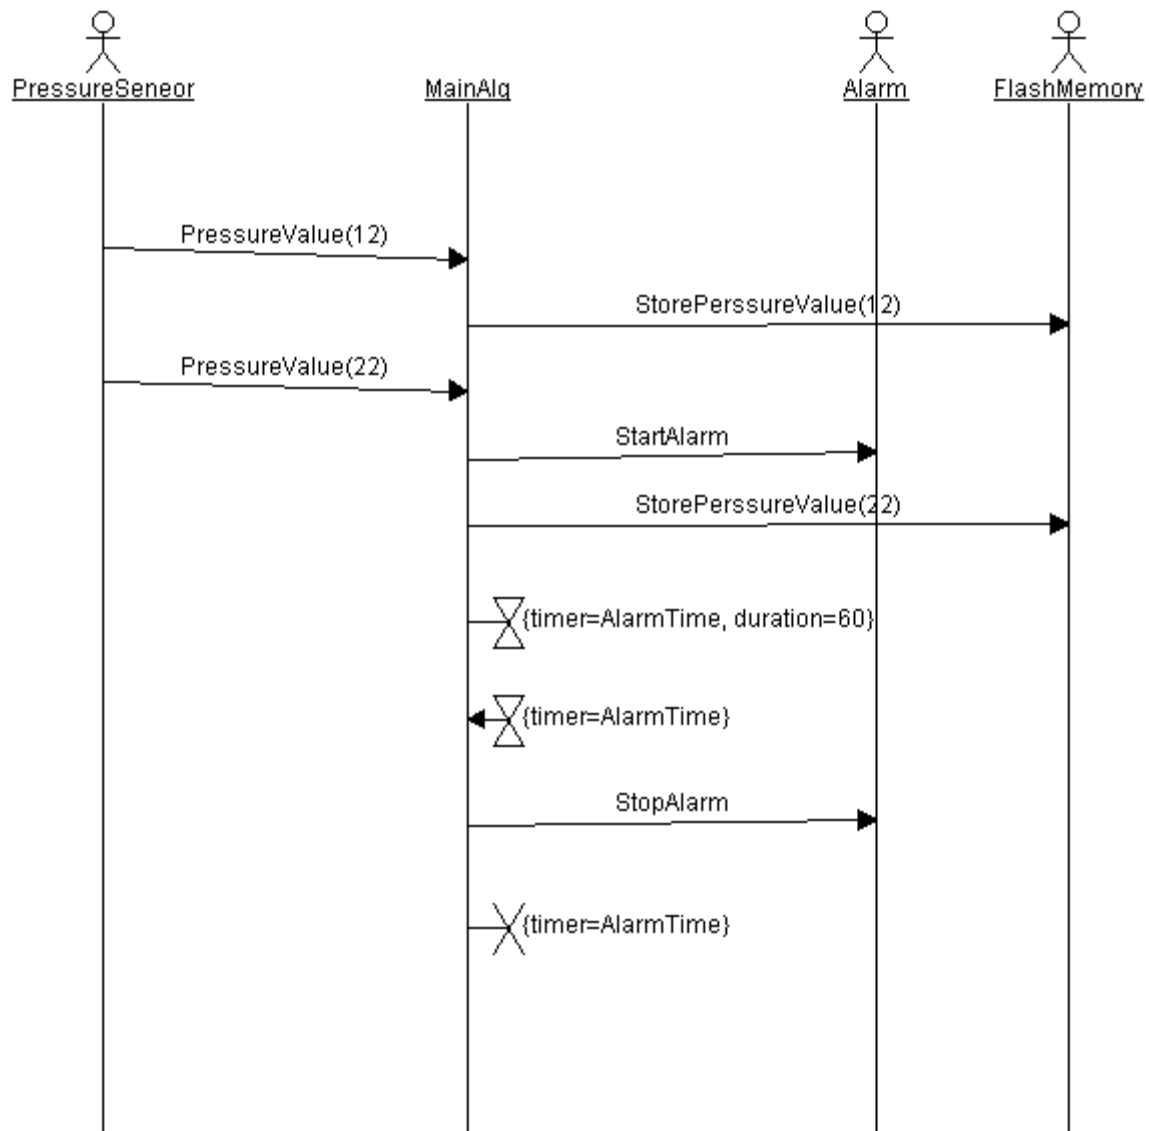 PressureSeneor
MainAlg
Alarm
FlashMemory
PressureValue(12)
StorePerssureValue(12)
PressureValue(22)
StartAlarm
StorePerssureValue(22)
{timer=AlarmTime, duration=60}
{timer=AlarmTime}
StopAlarm
{timer=AlarmTime}